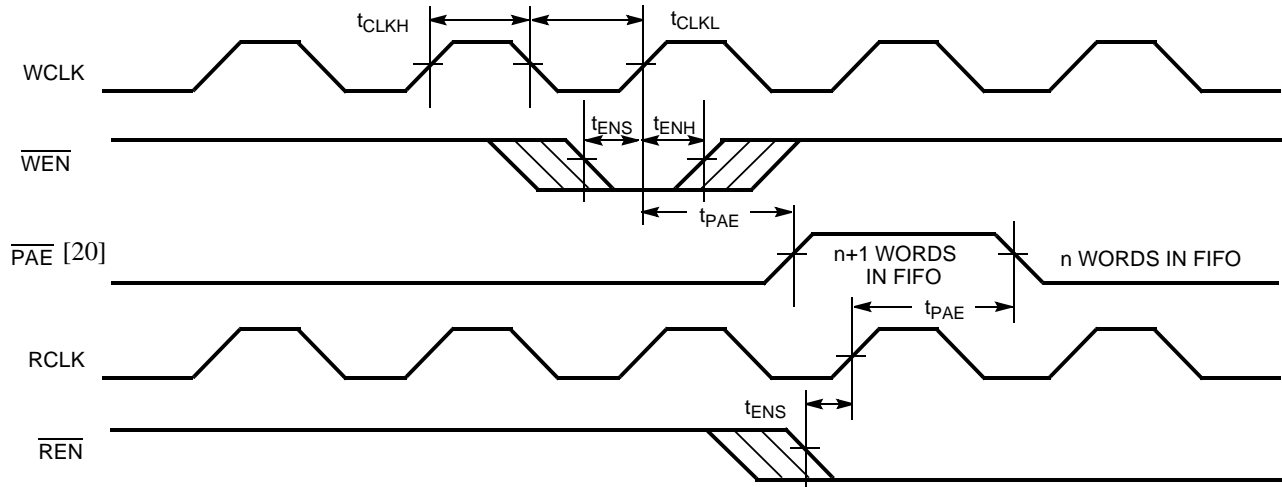 tCLKH
tCLKL
WCLK
tENS
tENH
WEN
tPAE
PAE [20]
n+1 WORDS
IN FIFO
n WORDS IN FIFO
tPAE
RCLK
tENS
REN